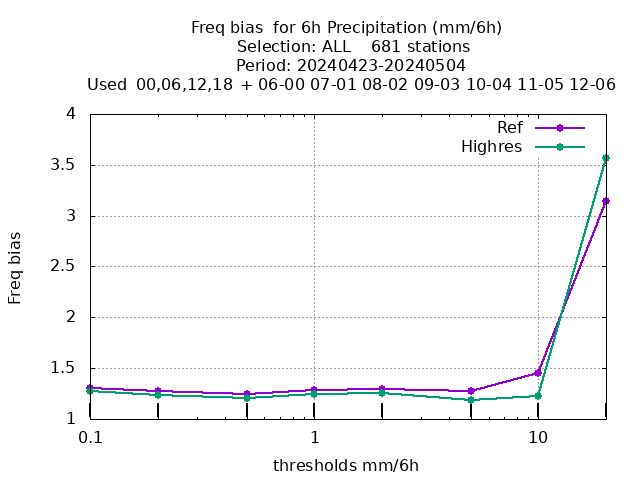 Freq bias  for 6h Precipitation (mm/6h)
Selection: ALL    681 stations
Period: 20240423-20240504
Used  00,06,12,18 + 06-00 07-01 08-02 09-03 10-04 11-05 12-06
Ref
Highres
4
3.5
3
2.5
2
1.5
1
Freq bias
0.1
1
10
thresholds mm/6h